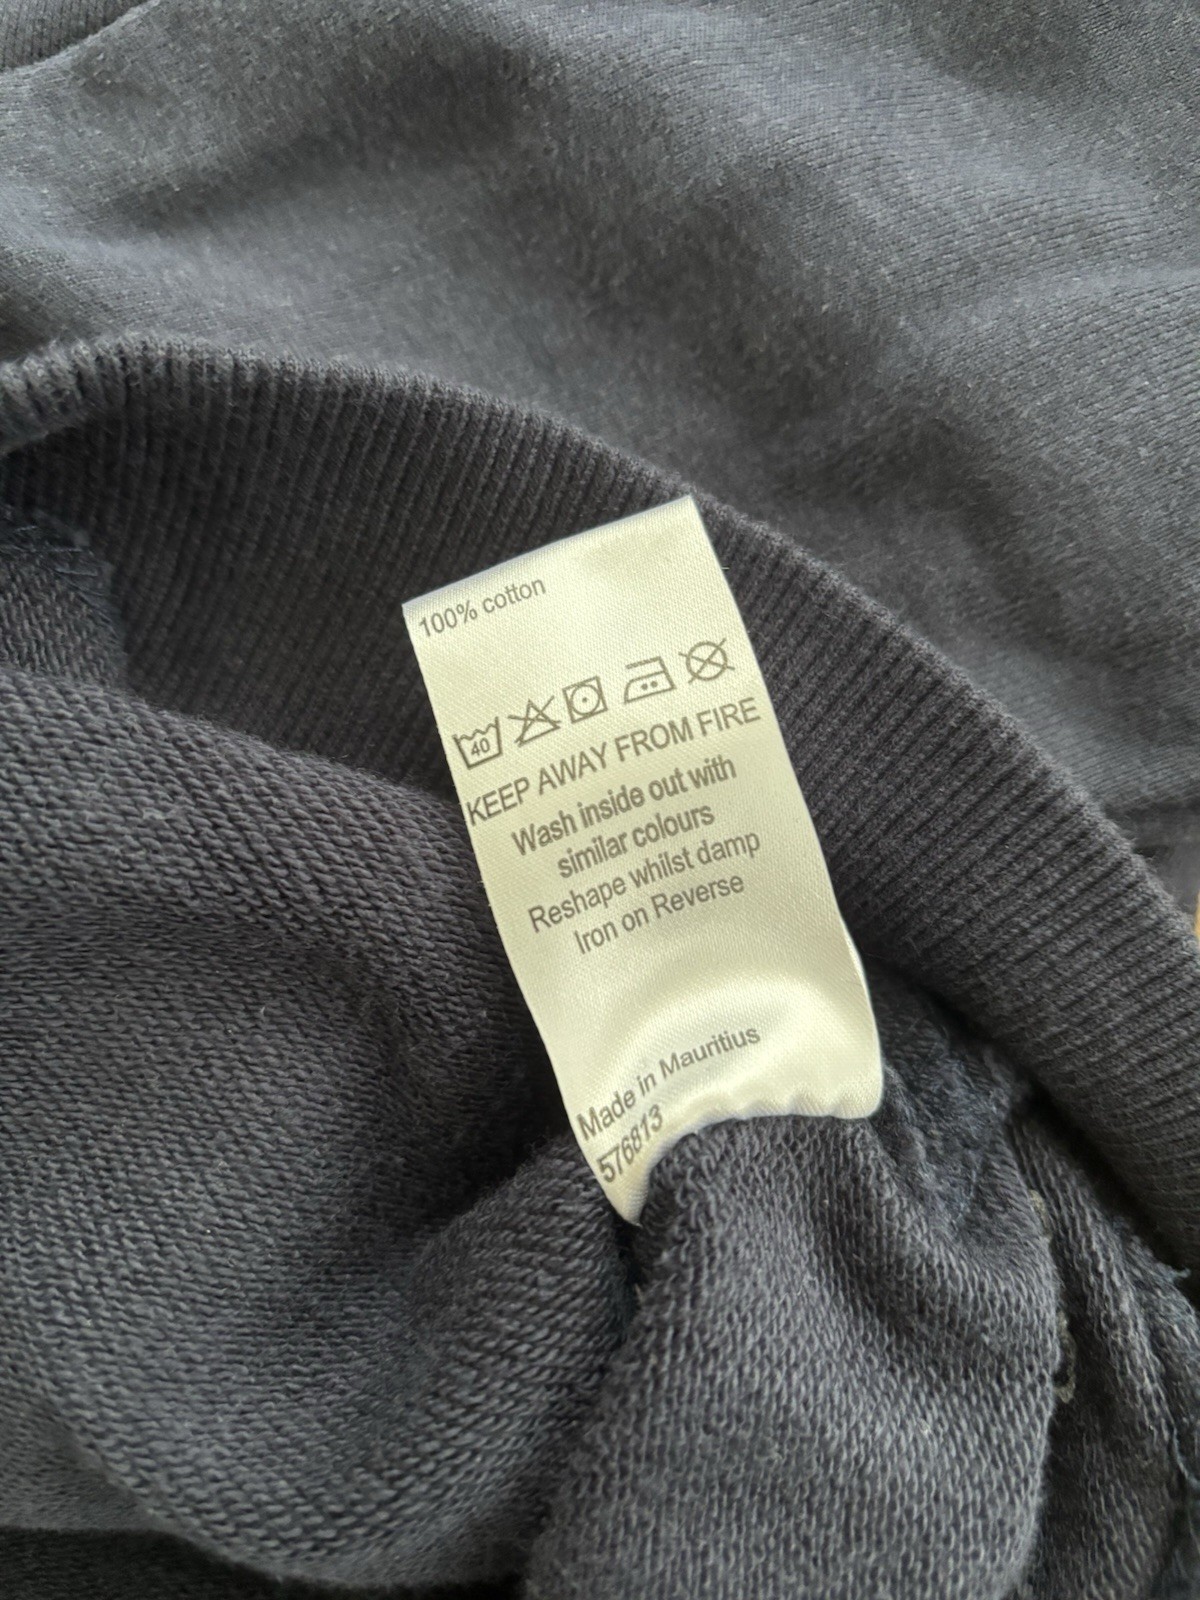 100% cotton
40
KEEP AWAY FROM FIRE
Wash inside out with
similar colours
Reshape whilst damp
Iron on Reverse
Made in Mauritius
576813